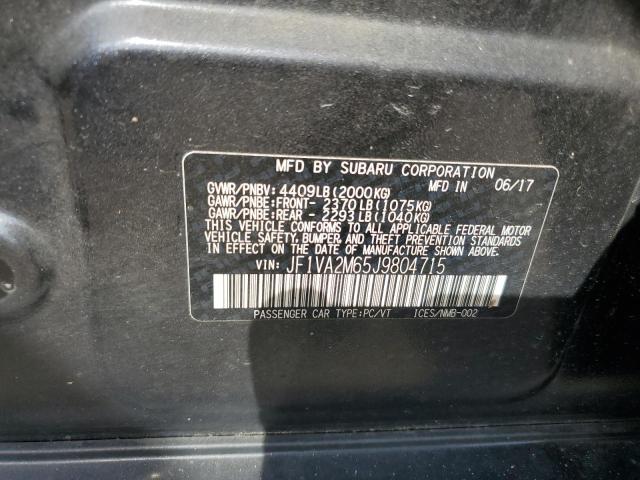 MFD BY SUBARU CORPORATION
GVWR/PNBV: 4409LB(2000KG) MFD IN 06/17
GAWR/PNBE:FRONT- 2370LB(1075KG)
GAWR/PNBE:REAR - 2293LB(1040KG)
THIS VEHICLE CONFORMS TO ALL APPLICABLE FEDERAL MOTOR
VEHICLE SAFETY, BUMPER, AND THEFT PREVENTION STANDARDS
IN EFFECT ON THE DATE OF MANUFACTURE SHOWN ABOVE.
VIN: JF1VA2M65J9804715
PASSENGER CAR TYPE:PC/VT ICES/NMB-002